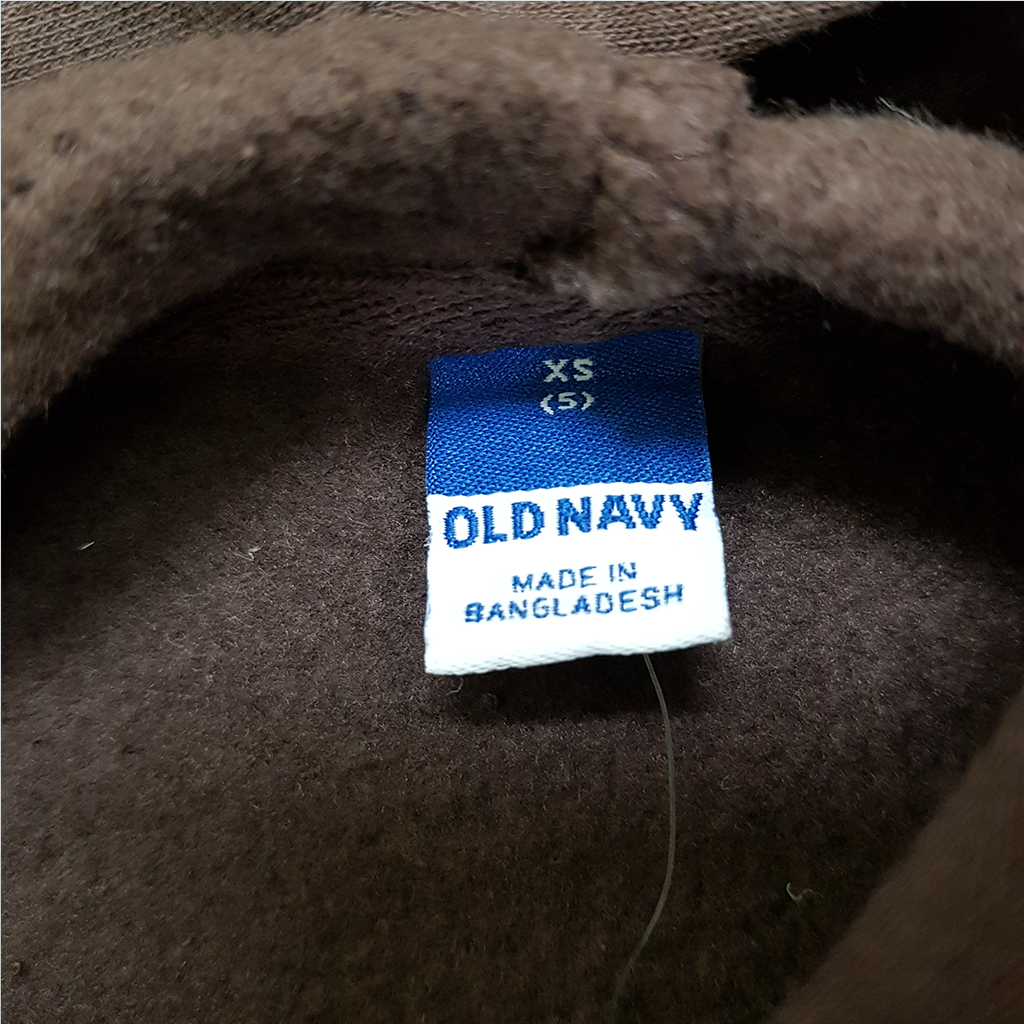 XS
(5)
OLD NAVY
MADE IN
BANGLADESH